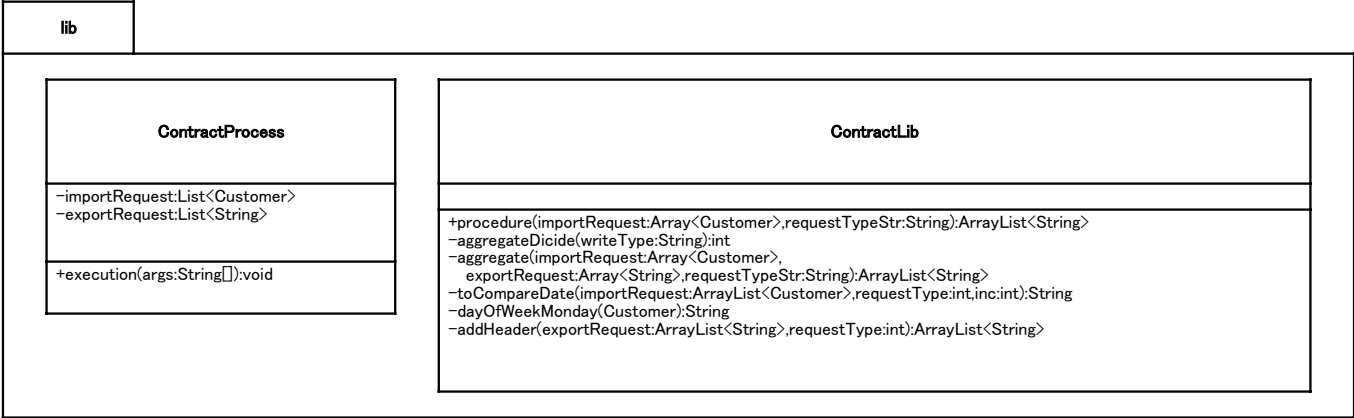 lib
ContractProcess
-importRequest:List<Customer>
-exportRequest:List<String>
+execution(args:String[]):void
ContractLib
+procedure(importRequest:Array<Customer>,requestTypeStr:String):ArrayList<String>
-aggregateDicide(writeType:String):int
-aggregate(importRequest:Array<Customer>,
exportRequest:Array<String>,requestTypeStr:String):ArrayList<String>
-toCompareDate(importRequest:ArrayList<Customer>,requestType:int,inc:int):String
-dayOfWeekMonday(Customer):String
-addHeader(exportRequest:ArrayList<String>,requestType:int):ArrayList<String>